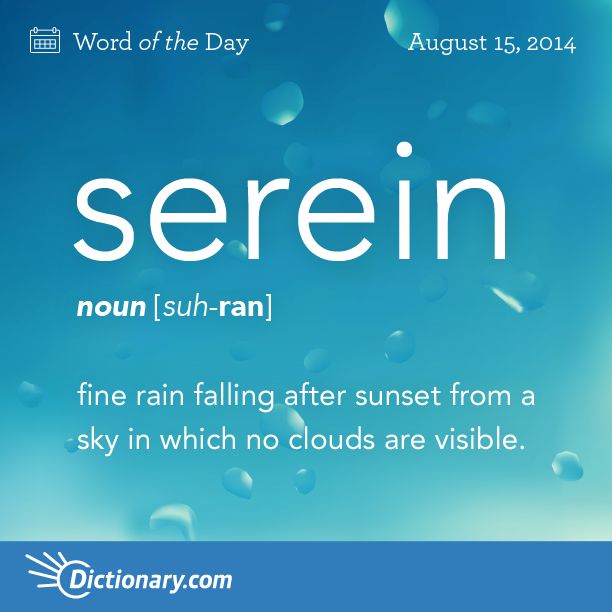 Word of the Day
August 15, 2014
serein
noun [suh-ran]
fine rain falling after sunset from a
sky in which no clouds are visible.
Dictionary.com